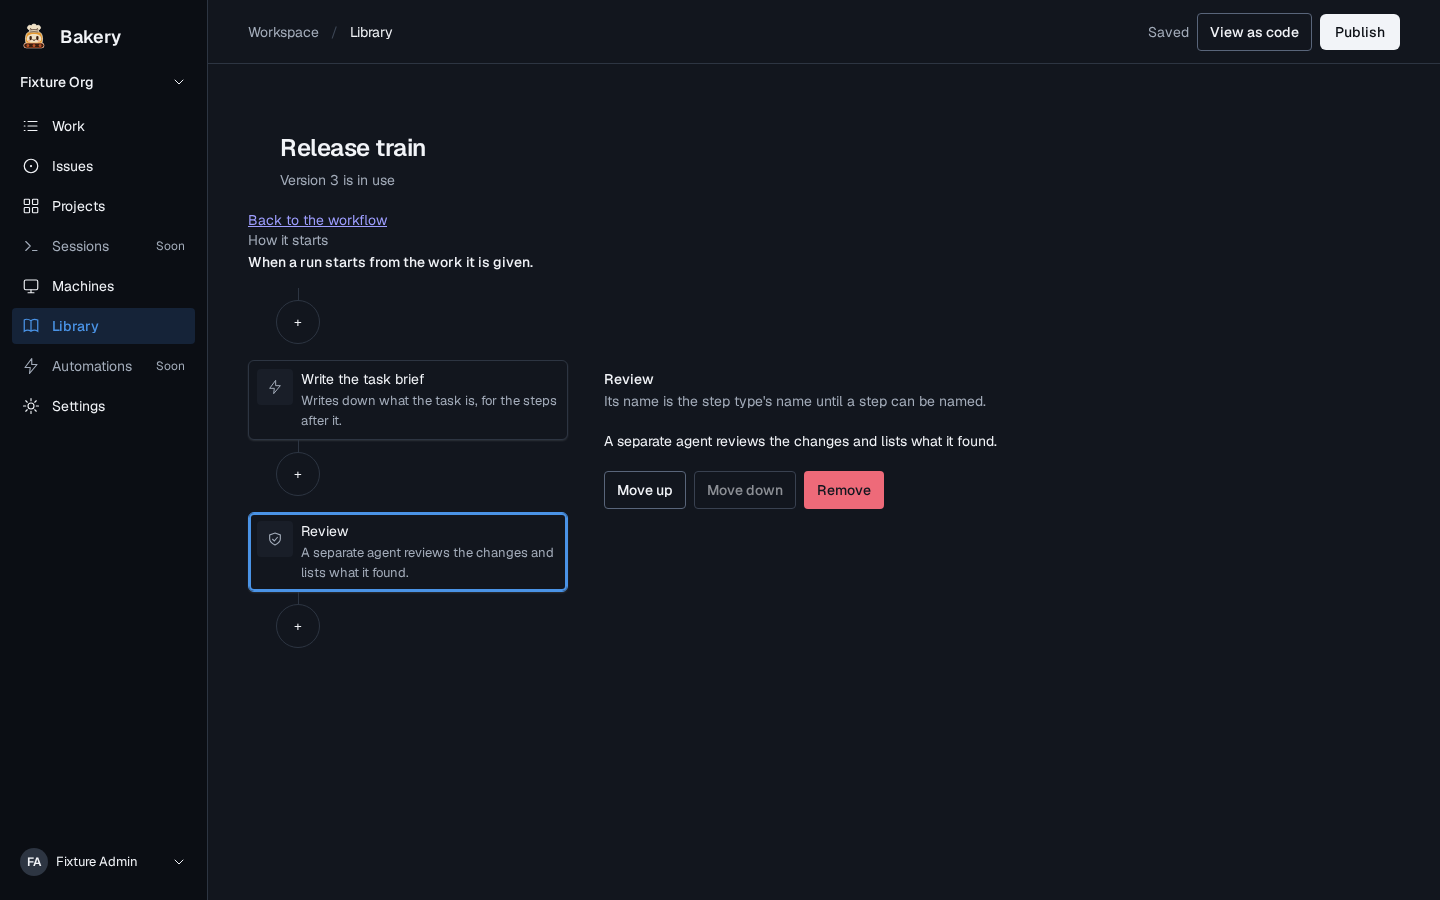 Bakery
Fixture Org
Work
Issues
Projects
Sessions Soon
Machines
Library
Automations Soon
Settings
FA Fixture Admin
Workspace / Library
Saved
View as code
Publish
Release train
Version 3 is in use
Back to the workflow
How it starts
When a run starts from the work it is given.
+
Write the task brief
Writes down what the task is, for the steps
after it.
+
Review
A separate agent reviews the changes and
lists what it found.
+
Review
Its name is the step type's name until a step can be named.
A separate agent reviews the changes and lists what it found.
Move up
Move down
Remove